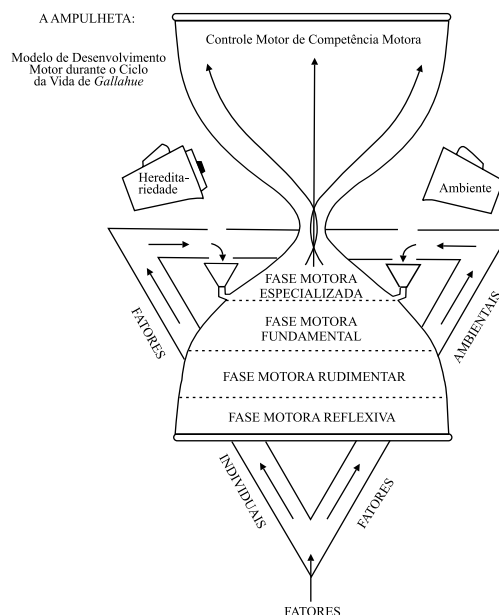 A AMPULHETA:
Modelo de Desenvolvimento
Motor durante o Ciclo
da Vida de Gallahue
Controle Motor de Competência Motora
Heredita-
riedade
Ambiente
FASE MOTORA
ESPECIALIZADA
FASE MOTORA
FUNDAMENTAL
FASE MOTORA RUDIMENTAR
FASE MOTORA REFLEXIVA
FATORES
AMBIENTAIS
INDIVIDUAIS
FATORES
FATORES